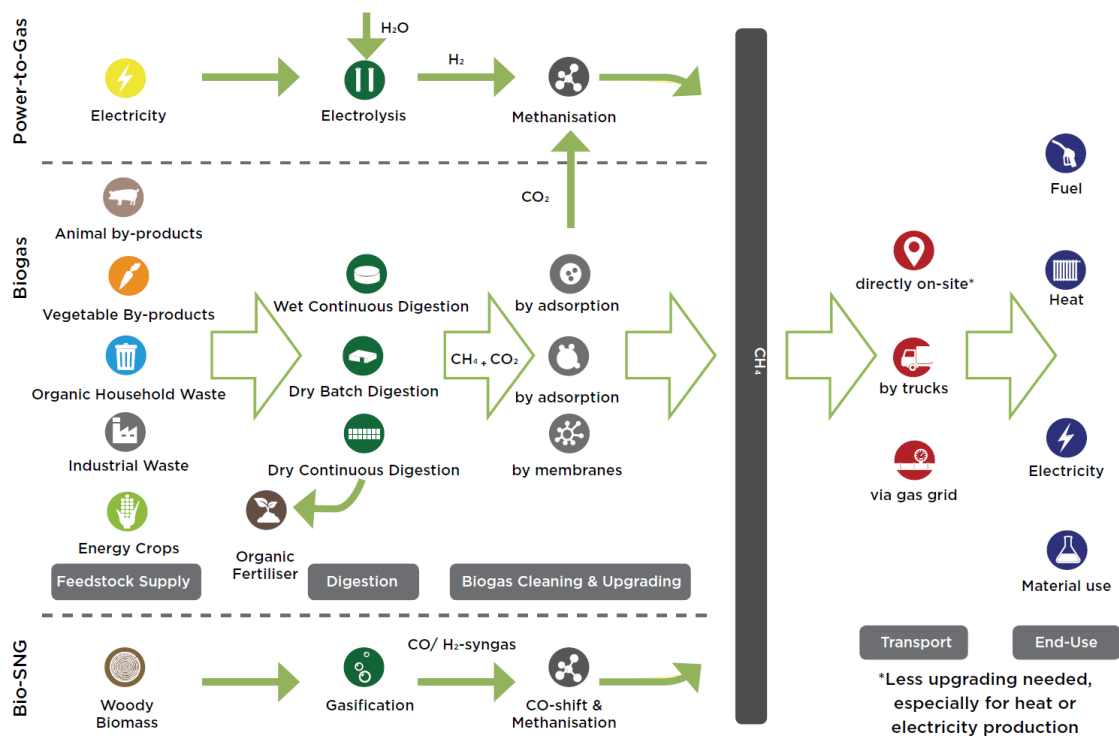 Power-to-Gas
H₂O
H₂
Electricity
Electrolysis
Methanisation
CO₂
Biogas
Animal by-products
Vegetable By-products
Organic Household Waste
Industrial Waste
Energy Crops
Wet Continuous Digestion
Dry Batch Digestion
Dry Continuous Digestion
Organic
Fertiliser
CH₄ + CO₂
by adsorption
by adsorption
by membranes
Feedstock Supply
Digestion
Biogas Cleaning & Upgrading
Bio-SNG
CO/ H₂-syngas
Woody
Biomass
Gasification
CO-shift &
Methanisation
CH₄
directly on-site*
by trucks
via gas grid
Fuel
Heat
Electricity
Material use
Transport
End-Use
*Less upgrading needed,
especially for heat or
electricity production